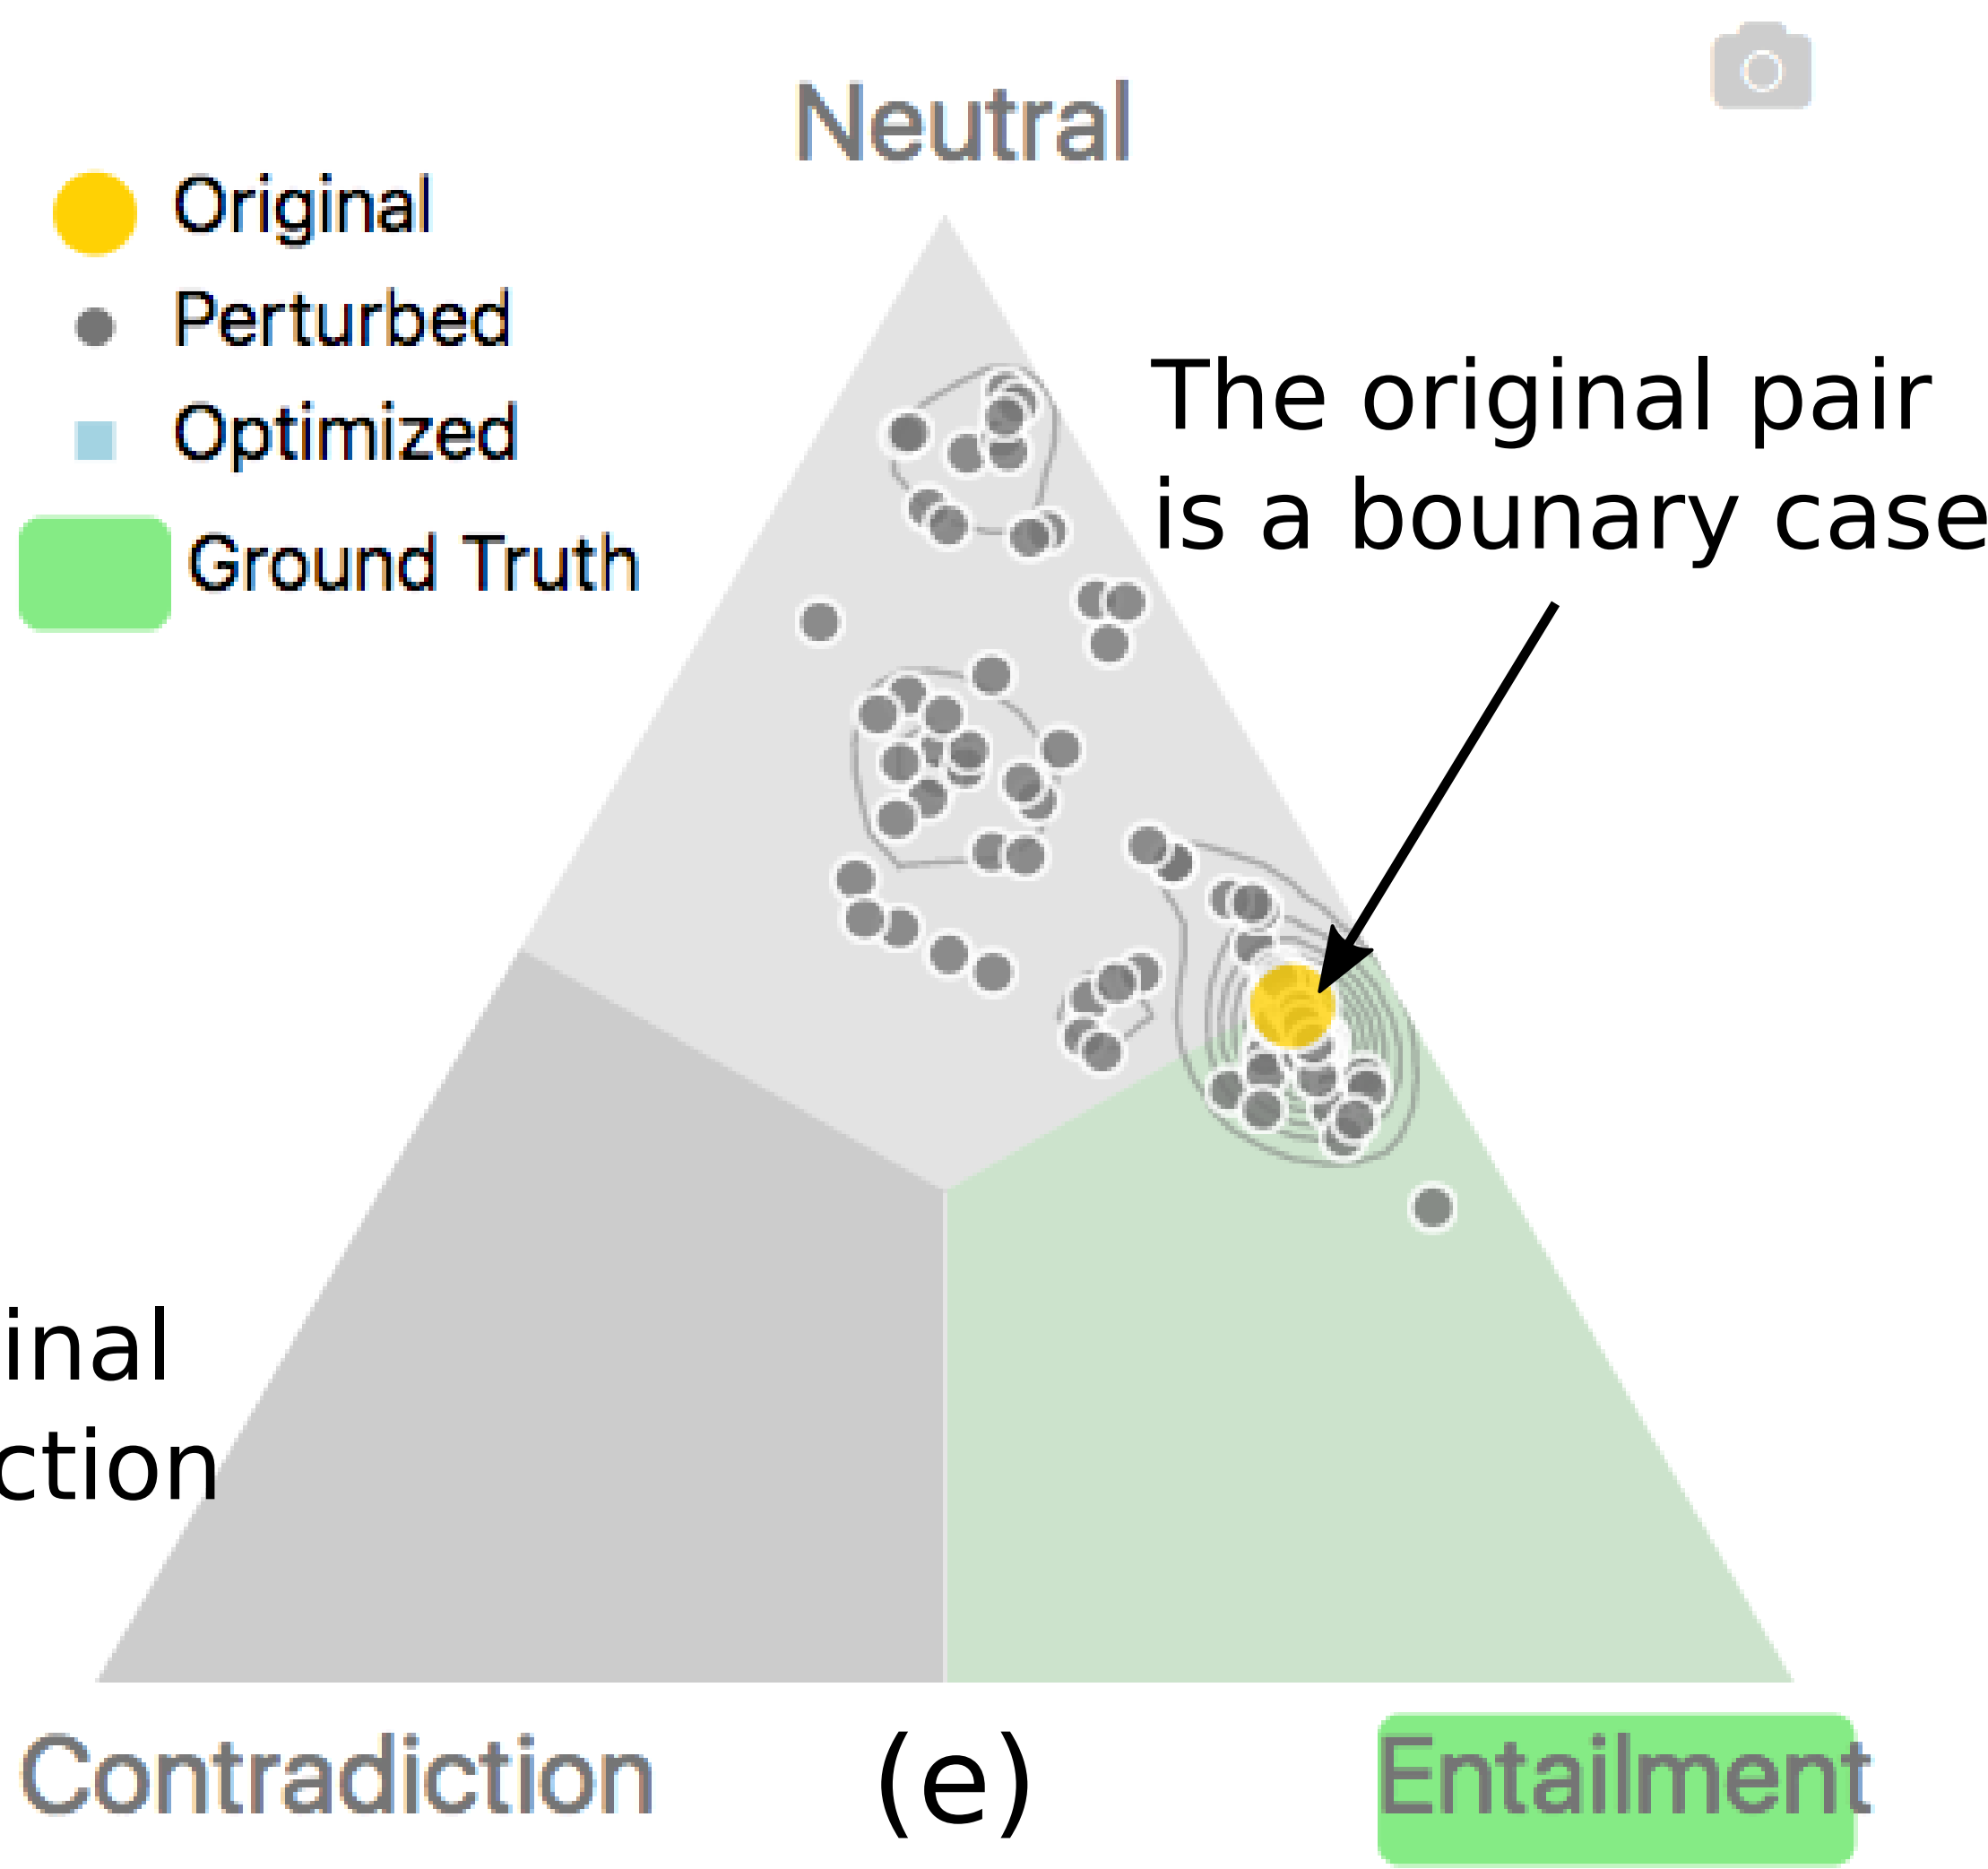 Neutral
Original
Perturbed
Optimized
Ground Truth
The original pair
is a bounary case
inal
ction
Contradiction
(e)
Entailment